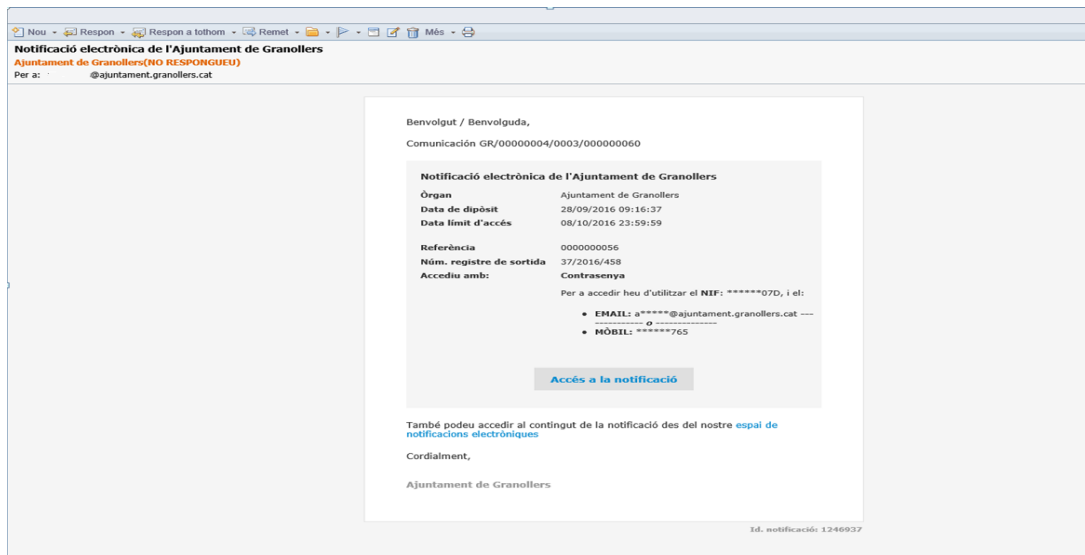 Nou Respon Respon a tothom Remet Més
Notificació electrònica de l'Ajuntament de Granollers
Ajuntament de Granollers(NO RESPONGUEU)
Per a: @ajuntament.granollers.cat
Benvolgut / Benvolguda,
Comunicación GR/00000004/0003/000000060
Notificació electrònica de l'Ajuntament de Granollers
Òrgan Ajuntament de Granollers
Data de dipòsit 28/09/2016 09:16:37
Data límit d'accés 08/10/2016 23:59:59
Referència 0000000056
Núm. registre de sortida 37/2016/458
Accediu amb: Contrasenya
Per a accedir heu d'utilitzar el NIF: ******07D, i el:
• EMAIL: a*****@ajuntament.granollers.cat ---
----------- o --------------
• MÒBIL: ******765
Accés a la notificació
També podeu accedir al contingut de la notificació des del nostre espai de
notificacions electròniques
Cordialment,
Ajuntament de Granollers
Id. notificació: 1246937